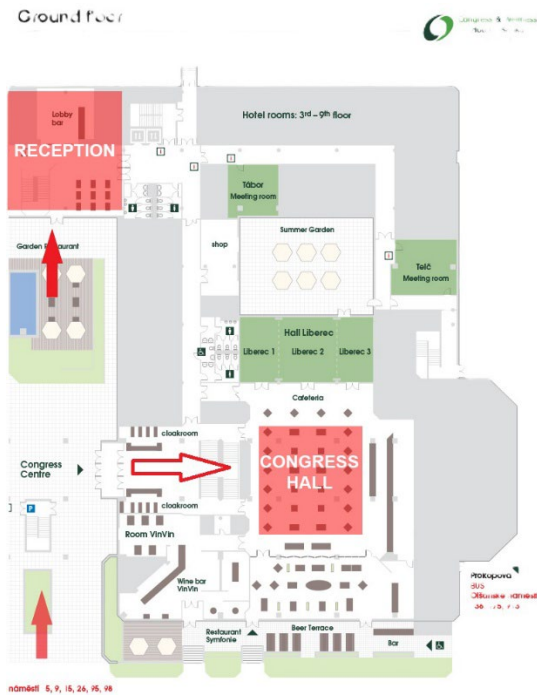 Ground floor
Lobby
bar
RECEPTION
Hotel rooms: 3rd – 9th floor
Tábor
Meeting room
Garden Restaurant
shop
Summer Garden
Telč
Meeting room
Hall Liberec
Liberec 1
Liberec 2
Liberec 3
Cafeteria
cloakroom
Congress
Centre
CONGRESS
HALL
cloakroom
P
Room VinVin
Wine bar
VinVin
Prokopova
BUS
Restaurant
Symfonie
Beer Terrace
Bar
náměstí 5, 9, 15, 26, 95, 98